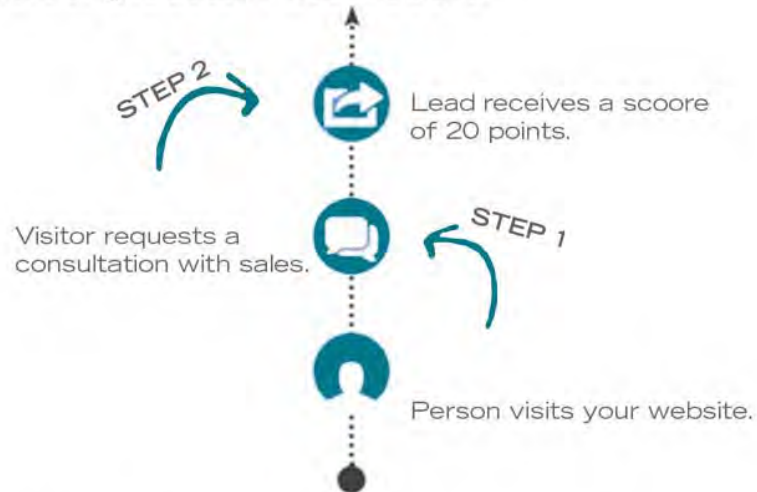 STEP 2
Lead receives a scoore
of 20 points.
STEP 1
Visitor requests a
consultation with sales.
Person visits your website.